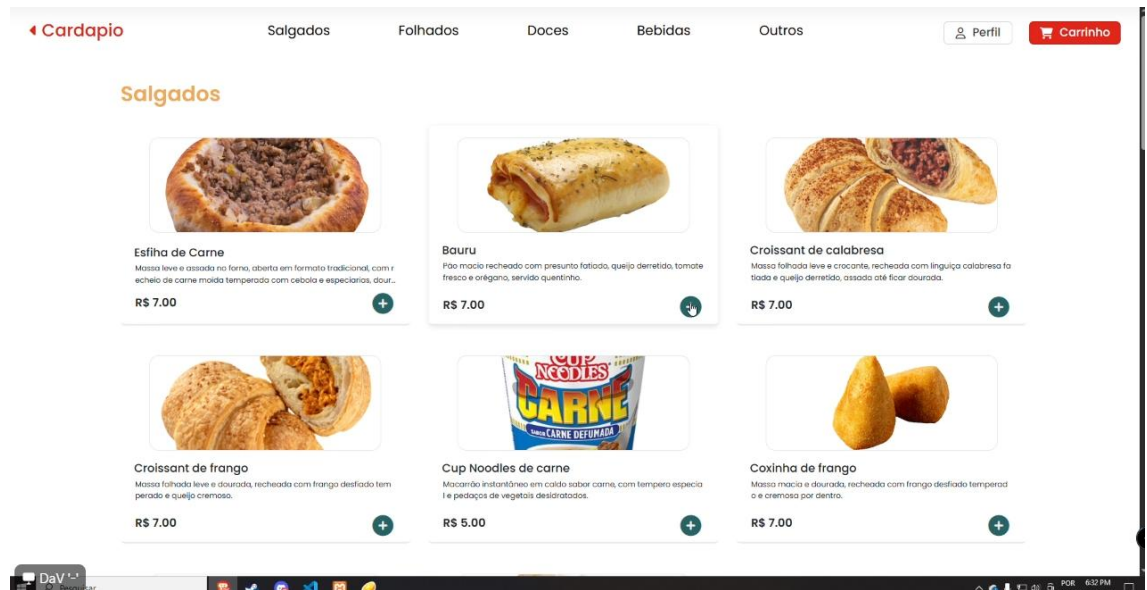 Cardapio
Salgados Folhados Doces Bebidas Outros
Perfil Carrinho
Salgados
Esfiha de Carne
Massa leve e assada no forno, aberta em formato tradicional, com r
echeio de carne moída temperada com cebola e especiarias, dour...
R$ 7.00
Bauru
Pão macio recheado com presunto fatiado, queijo derretido, tomate
fresco e orégano, servido quentinho.
R$ 7.00
Croissant de calabresa
Massa folhada leve e crocante, recheada com linguiça calabresa fa
tiada e queijo derretido, assada até ficar dourada.
R$ 7.00
Croissant de frango
Massa folhada leve e dourada, recheada com frango desfiado tem
perado e queijo cremoso.
R$ 7.00
CUP
NOODLES
CARNE
SABOR CARNE DEFUMADA
Cup Noodles de carne
Macarrão instantâneo em caldo sabor carne, com tempero especia
l e pedaços de vegetais desidratados.
R$ 5.00
Coxinha de frango
Massa macia e dourada, recheada com frango desfiado temperad
o e cremosa por dentro.
R$ 7.00
DaV '-'
Pesquisar
POR 6:32 PM